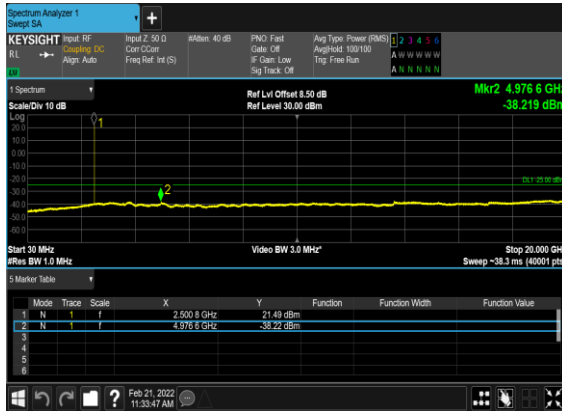 Spectrum Analyzer 1
Swept SA
+
KEYSIGHT
RL
Input: RF
Coupling: DC
Align: Auto
Input Z: 50 Ω
Corr CCorr
Freq Ref: Int (S)
#Atten: 40 dB
PNO: Fast
Gate: Off
IF Gain: Low
Sig Track: Off
Avg Type: Power (RMS)
Avg|Hold: 100/100
Trig: Free Run
1 2 3 4 5 6
A W W W W W
A N N N N N
1 Spectrum
Scale/Div 10 dB
Ref Lvl Offset 8.50 dB
Ref Level 30.00 dBm
Mkr2 4.976 6 GHz
-38.219 dBm
Log
20.0
10.0
0.00
-10.0
-20.0
-30.0
-40.0
-50.0
-60.0
1
2
DL1 -25.00 dBm
Start 30 MHz
#Res BW 1.0 MHz
Video BW 3.0 MHz*
Stop 20.000 GHz
Sweep ~38.3 ms (40001 pts)
5 Marker Table
Mode Trace Scale X Y Function Function Width Function Value
1 N 1 f 2.500 8 GHz 21.49 dBm
2 N 1 f 4.976 6 GHz -38.22 dBm
3
4
5
6
?
Feb 21, 2022
11:33:47 AM